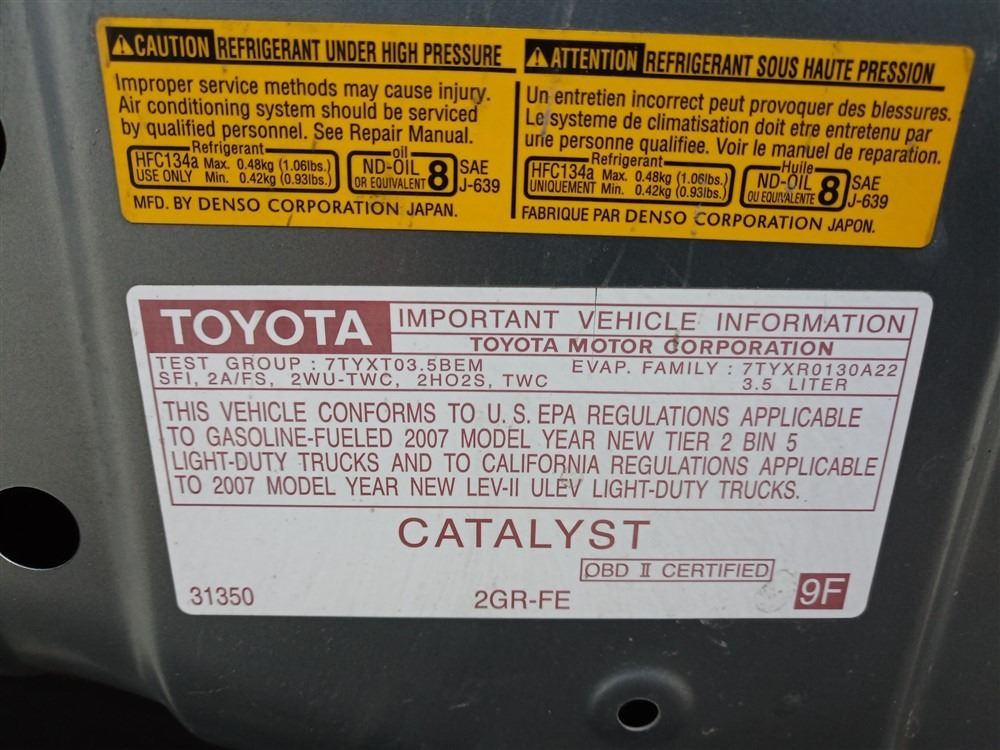 CAUTION REFRIGERANT UNDER HIGH PRESSURE
Improper service methods may cause injury.
Air conditioning system should be serviced
by qualified personnel. See Repair Manual.
Refrigerant
HFC134a Max. 0.48kg (1.06lbs.)
USE ONLY Min. 0.42kg (0.93lbs.)
oil
ND-OIL 8
OR EQUIVALENT
SAE
J-639
MFD. BY DENSO CORPORATION JAPAN.
ATTENTION REFRIGERANT SOUS HAUTE PRESSION
Un entretien incorrect peut provoquer des blessures.
Le systeme de climatisation doit etre entretenu par
une personne qualifiee. Voir le manuel de reparation.
Refrigerant
HFC134a Max. 0.48kg (1.06lbs.)
UNIQUEMENT Min. 0.42kg (0.93lbs.)
Huile
ND-OIL 8
OU EQUIVALENTE
SAE
J-639
FABRIQUE PAR DENSO CORPORATION JAPON.
TOYOTA
IMPORTANT VEHICLE INFORMATION
TOYOTA MOTOR CORPORATION
TEST GROUP : 7TYXT03.5BEM EVAP. FAMILY : 7TYXR0130A22
SFI, 2A/FS, 2WU-TWC, 2HO2S, TWC 3.5 LITER
THIS VEHICLE CONFORMS TO U.S. EPA REGULATIONS APPLICABLE
TO GASOLINE-FUELED 2007 MODEL YEAR NEW TIER 2 BIN 5
LIGHT-DUTY TRUCKS AND TO CALIFORNIA REGULATIONS APPLICABLE
TO 2007 MODEL YEAR NEW LEV-II ULEV LIGHT-DUTY TRUCKS.
CATALYST
OBD II CERTIFIED
31350 2GR-FE 9F